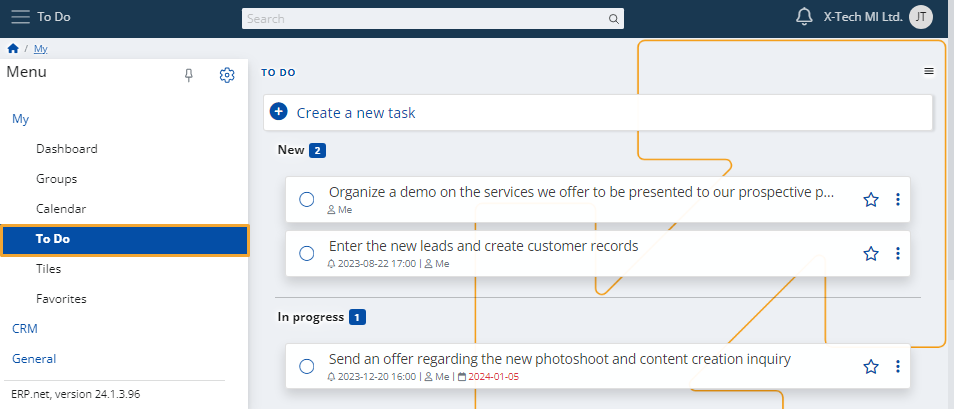 To Do
Search
X-Tech MI Ltd.
JT
/ My
Menu
My
Dashboard
Groups
Calendar
To Do
Tiles
Favorites
CRM
General
ERP.net, version 24.1.3.96
TO DO
Create a new task
New 2
Organize a demo on the services we offer to be presented to our prospective p...
Me
Enter the new leads and create customer records
2023-08-22 17:00 | Me
In progress 1
Send an offer regarding the new photoshoot and content creation inquiry
2023-12-20 16:00 | Me | 2024-01-05